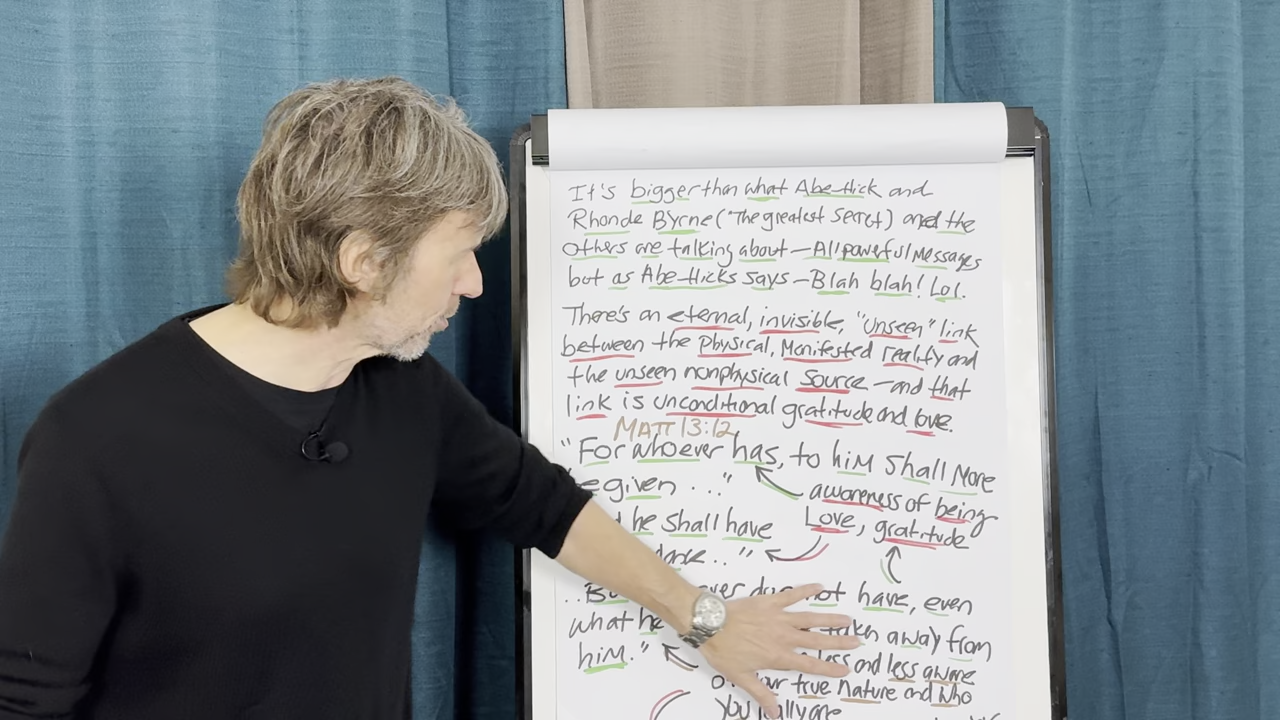 It's bigger than what Abe-Hick and
Rhonde Byrne ("The greatest Secret) and the
others are talking about — All powerful messages
but as Abe-Hicks says — Blah blah! Lol.
There's an eternal, invisible, "unseen" link
between the physical, Manifested reality and
the unseen nonphysical Source — and that
link is unconditional gratitude and love.
MATT 13:12
"For whoever has, to him shall More
given ..."
awareness of being
he shall have
Love, gratitude
not have, even
what he
away from
him."
less and less aware
true nature and who
you really are